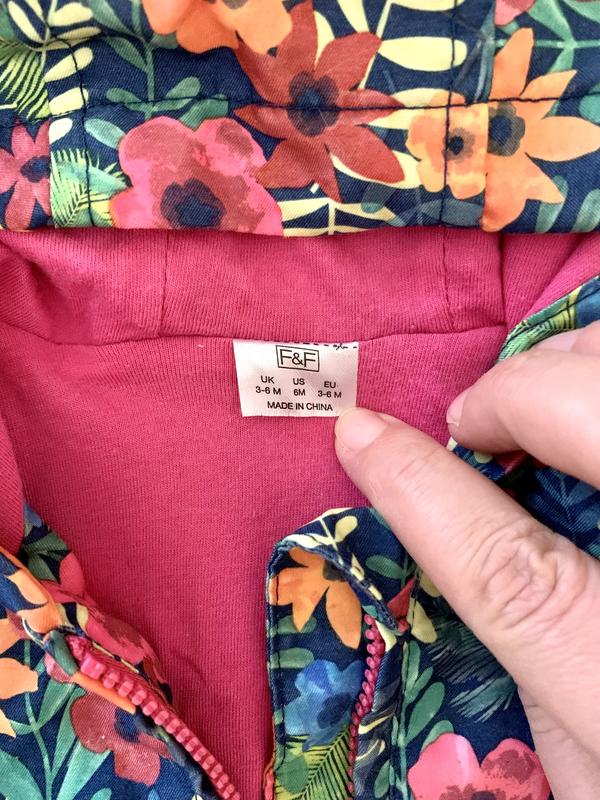 F&F
UK US EU
3-6 M 6M 3-6 M
MADE IN CHINA